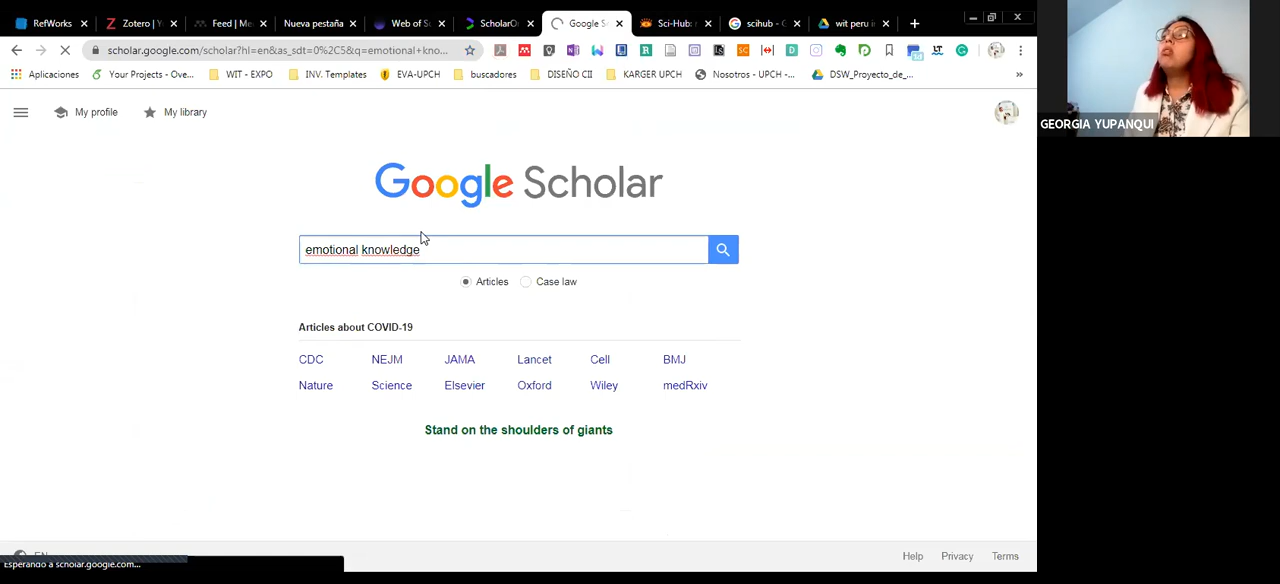 RefWorks
Zotero | Y
Feed | Me
Nueva pestaña
Web of S
ScholarO
Google S
Sci-Hub: r
scihub - G
wit peru i
scholar.google.com/scholar?hl=en&as_sdt=0%2C5&q=emotional+kno...
Aplicaciones
Your Projects - Ove...
WIT - EXPO
INV. Templates
EVA-UPCH
buscadores
DISEÑO CII
KARGER UPCH
Nosotros - UPCH -...
DSW_Proyecto_de_...
»
My profile
My library
GEORGIA YUPANQUI
Google Scholar
emotional knowledge
Articles
Case law
Articles about COVID-19
CDC
NEJM
JAMA
Lancet
Cell
BMJ
Nature
Science
Elsevier
Oxford
Wiley
medRxiv
Stand on the shoulders of giants
EN
Help
Privacy
Terms
Esperando a scholar.google.com...